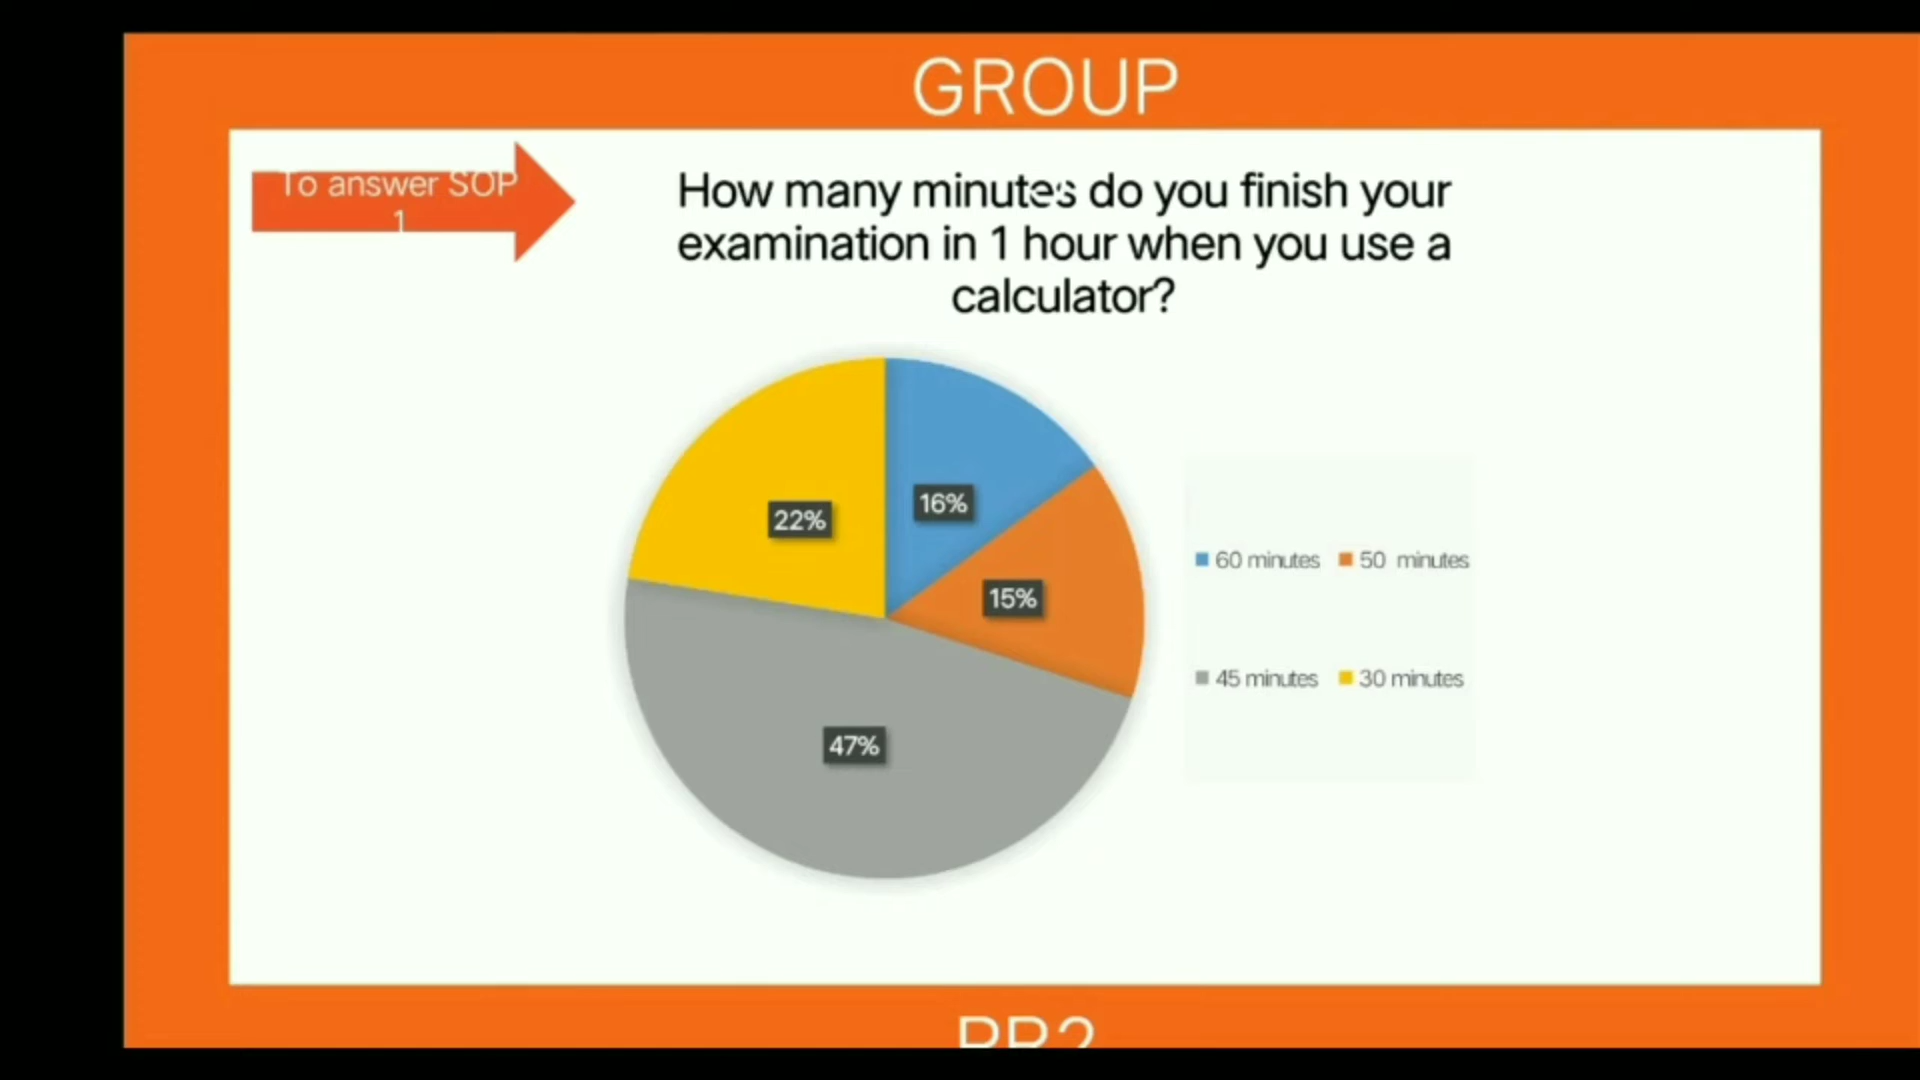 GROUP
To answer SOP
1
How many minutes do you finish your
examination in 1 hour when you use a
calculator?
22%
16%
15%
47%
60 minutes
50 minutes
45 minutes
30 minutes
PR2